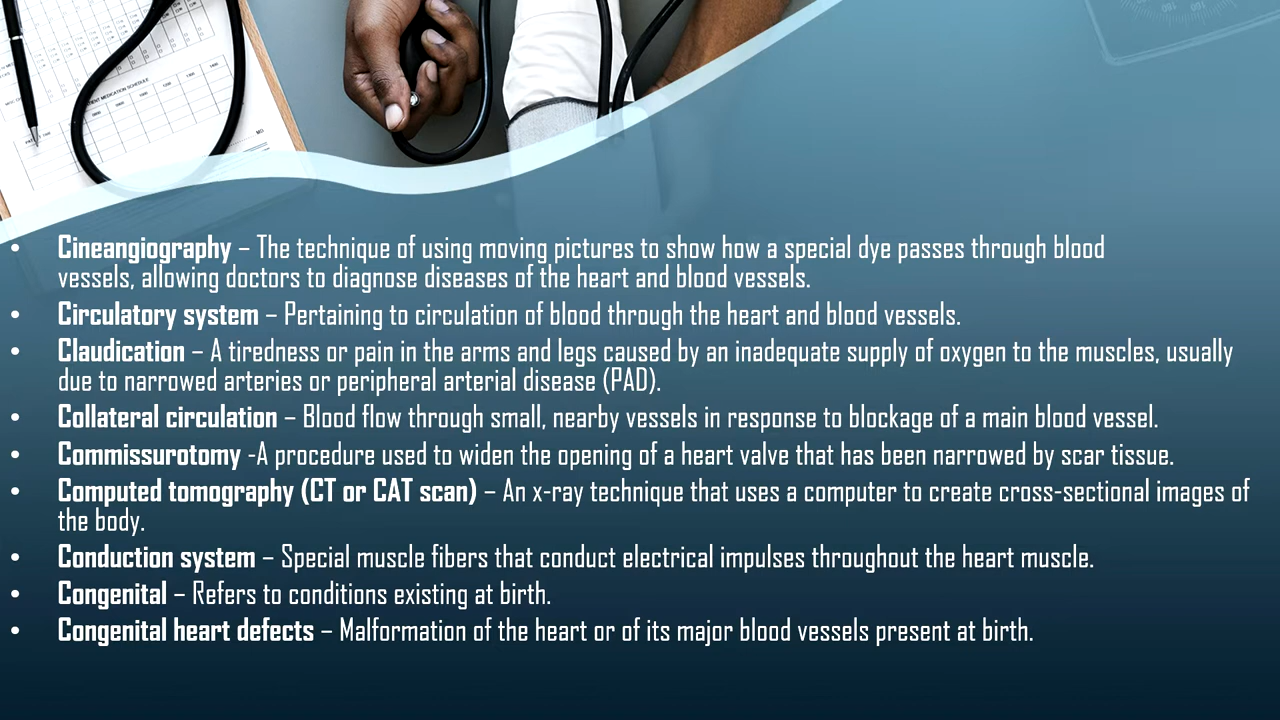 MENT MEDICATION SCHEDULE
MO
• Cineangiography – The technique of using moving pictures to show how a special dye passes through blood
vessels, allowing doctors to diagnose diseases of the heart and blood vessels.
• Circulatory system – Pertaining to circulation of blood through the heart and blood vessels.
• Claudication – A tiredness or pain in the arms and legs caused by an inadequate supply of oxygen to the muscles, usually
due to narrowed arteries or peripheral arterial disease (PAD).
• Collateral circulation – Blood flow through small, nearby vessels in response to blockage of a main blood vessel.
• Commissurotomy -A procedure used to widen the opening of a heart valve that has been narrowed by scar tissue.
• Computed tomography (CT or CAT scan) – An x-ray technique that uses a computer to create cross-sectional images of
the body.
• Conduction system – Special muscle fibers that conduct electrical impulses throughout the heart muscle.
• Congenital – Refers to conditions existing at birth.
• Congenital heart defects – Malformation of the heart or of its major blood vessels present at birth.